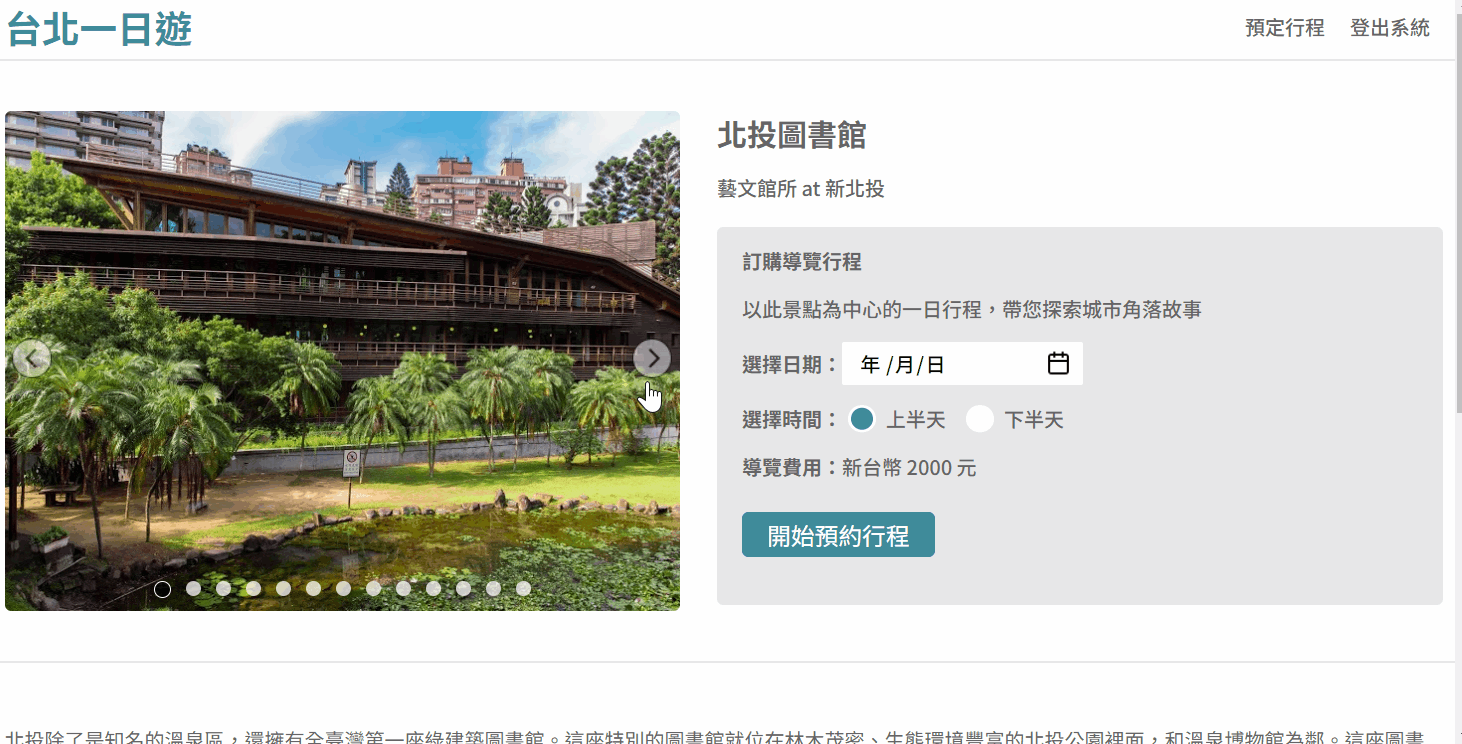 台北一日遊
預定行程 登出系統
北投圖書館
藝文館所 at 新北投
訂購導覽行程
以此景點為中心的一日行程，帶您探索城市角落故事
選擇日期： 年 /月/日
選擇時間： 上半天 下半天
導覽費用：新台幣 2000 元
開始預約行程
北投除了是知名的溫泉區，還擁有全臺灣第一座綠建築圖書館。這座特別的圖書館就位在林木茂密、生態環境豐富的北投公園裡面，和溫泉博物館為鄰。這座圖書